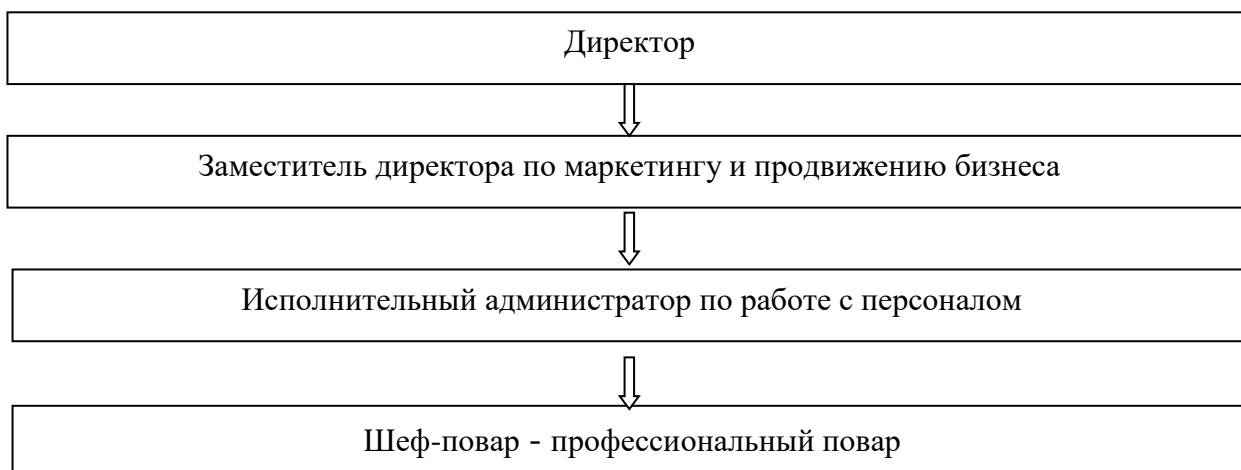 Директор
Заместитель директора по маркетингу и продвижению бизнеса
Исполнительный администратор по работе с персоналом
Шеф-повар - профессиональный повар